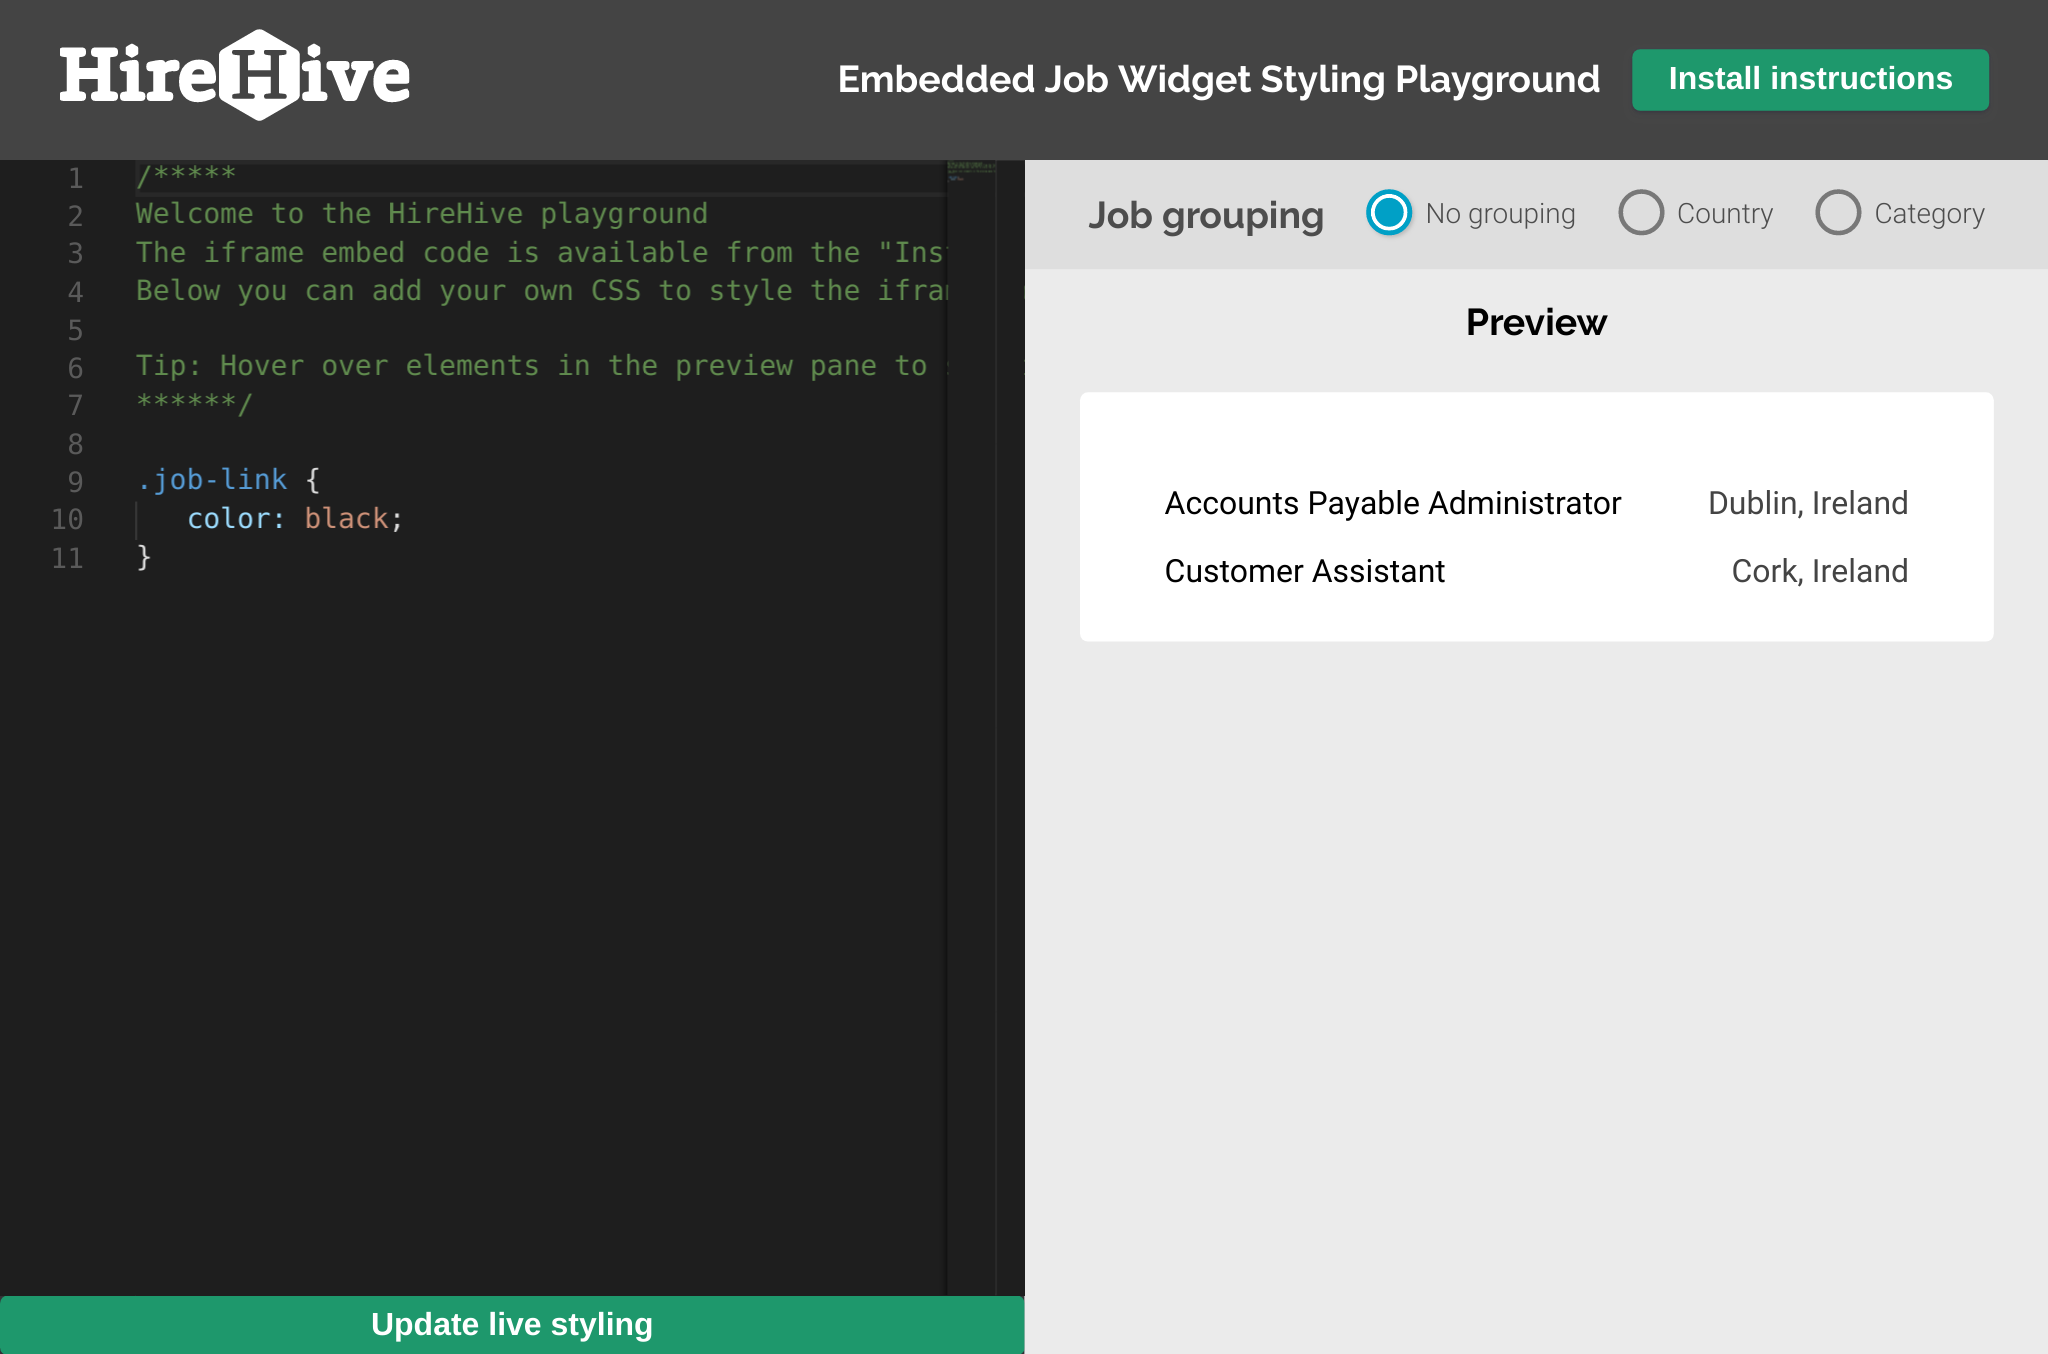 HireHive
Embedded Job Widget Styling Playground
Install instructions
1 /*****
2 Welcome to the HireHive playground
3 The iframe embed code is available from the "Ins
4 Below you can add your own CSS to style the
5
6 Tip: Hover over elements in the preview pane to
7 ******/
8
9 .job-link {
10 color: black;
11 }
Update live styling
Job grouping
No grouping
Country
Category
Preview
Accounts Payable Administrator Dublin, Ireland
Customer Assistant Cork, Ireland